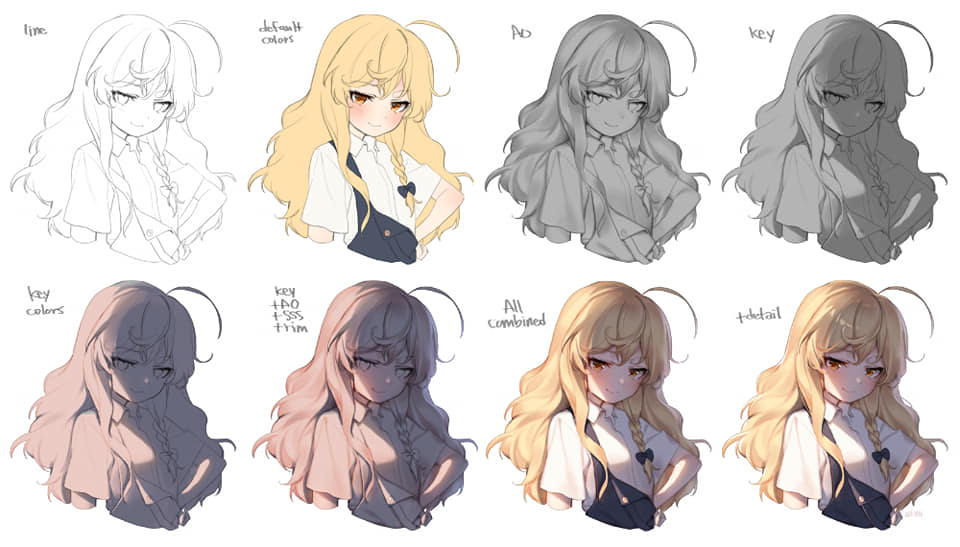 line
default
colors
AO
key
key
colors
key
+AO
+SSS
+rim
All
combined
+detail